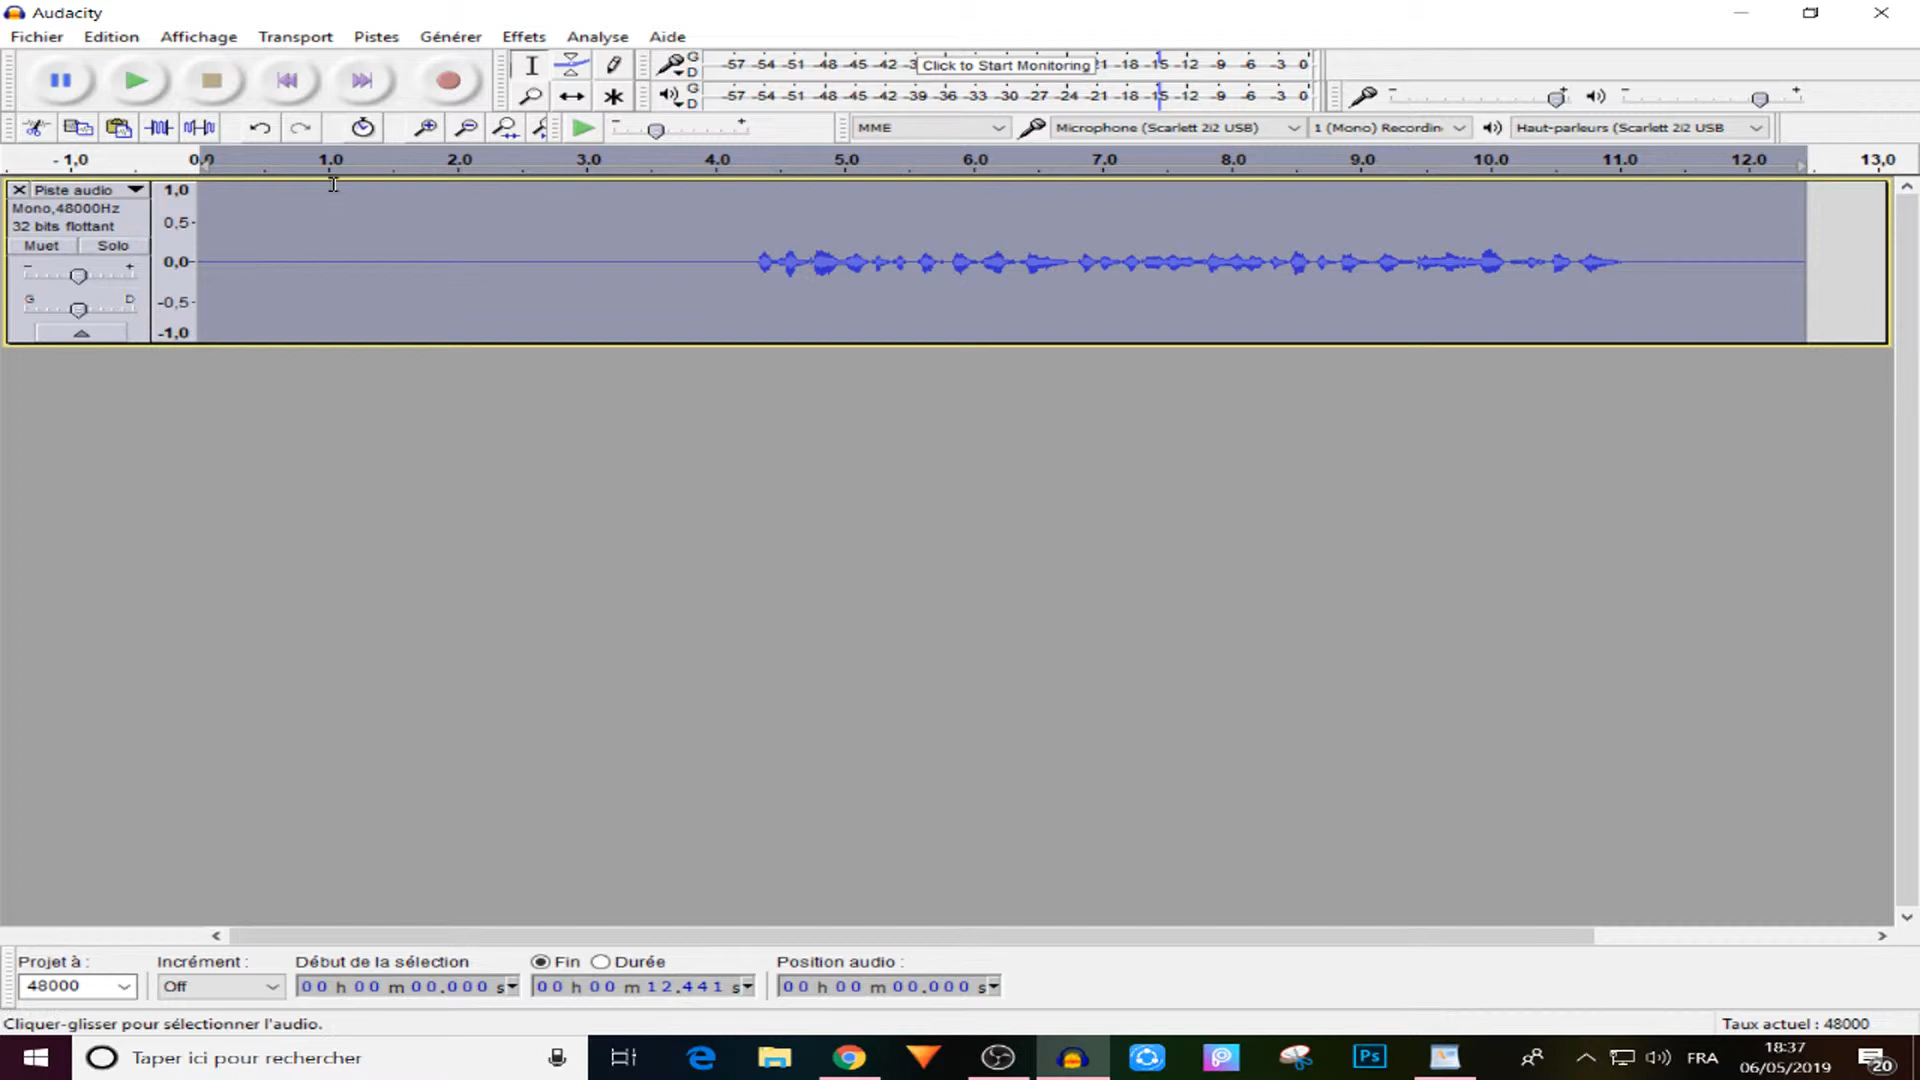 Audacity
Fichier Edition Affichage Transport Pistes Générer Effets Analyse Aide
G D -57 -54 -51 -48 -45 -42 -3 Click to Start Monitoring 1 -18 -15 -12 -9 -6 -3 0
G D -57 -54 -51 -48 -45 -42 -39 -36 -33 -30 -27 -24 -21 -18 -15 -12 -9 -6 -3 0
MME Microphone (Scarlett 2i2 USB) 1 (Mono) Recordin Haut-parleurs (Scarlett 2i2 USB
-1,0 0,0 1.0 2.0 3.0 4.0 5.0 6.0 7.0 8.0 9.0 10.0 11.0 12.0 13,0
Piste audio 1,0
Mono,48000Hz
32 bits flottant 0,5-
Muet Solo
0,0-
G D -0,5-
-1,0
Projet à : Incrément : Début de la sélection Fin Durée Position audio :
48000 Off 00 h 00 m 00.000 s 00 h 00 m 12.441 s 00 h 00 m 00.000 s
Cliquer-glisser pour sélectionner l'audio. Taux actuel : 48000
Taper ici pour rechercher Ps FRA 18:37
06/05/2019 20